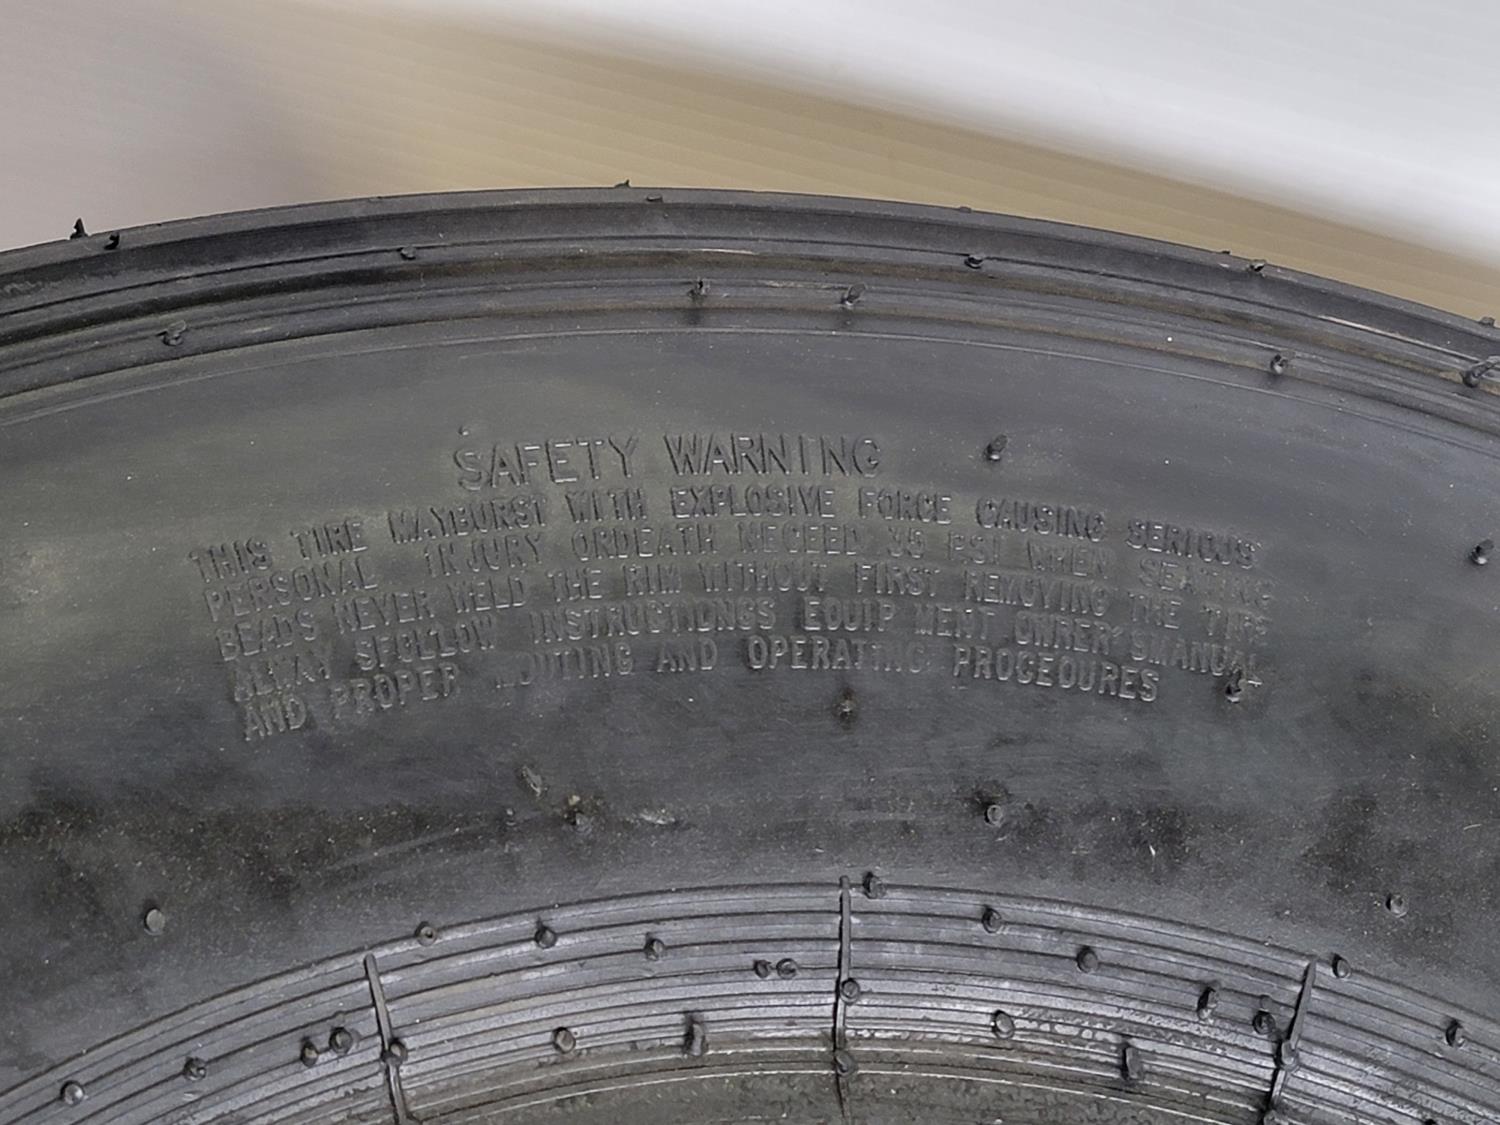 SAFETY WARNING
THIS TIRE MAYBURST WITH EXPLOSIVE FORCE CAUSING SERIOUS
PERSONAL INJURY ORDEATH NECEED 35 PSI WHEN SEATING
BEADS NEVER WELD THE RIM WITHOUT FIRST REMOVING THE TIRE
ALWAY SFOLLOW INSTRUCTIONGS EQUIP MENT OWRER'SMANUAL
AND PROPER OPERATING PROCEOURES